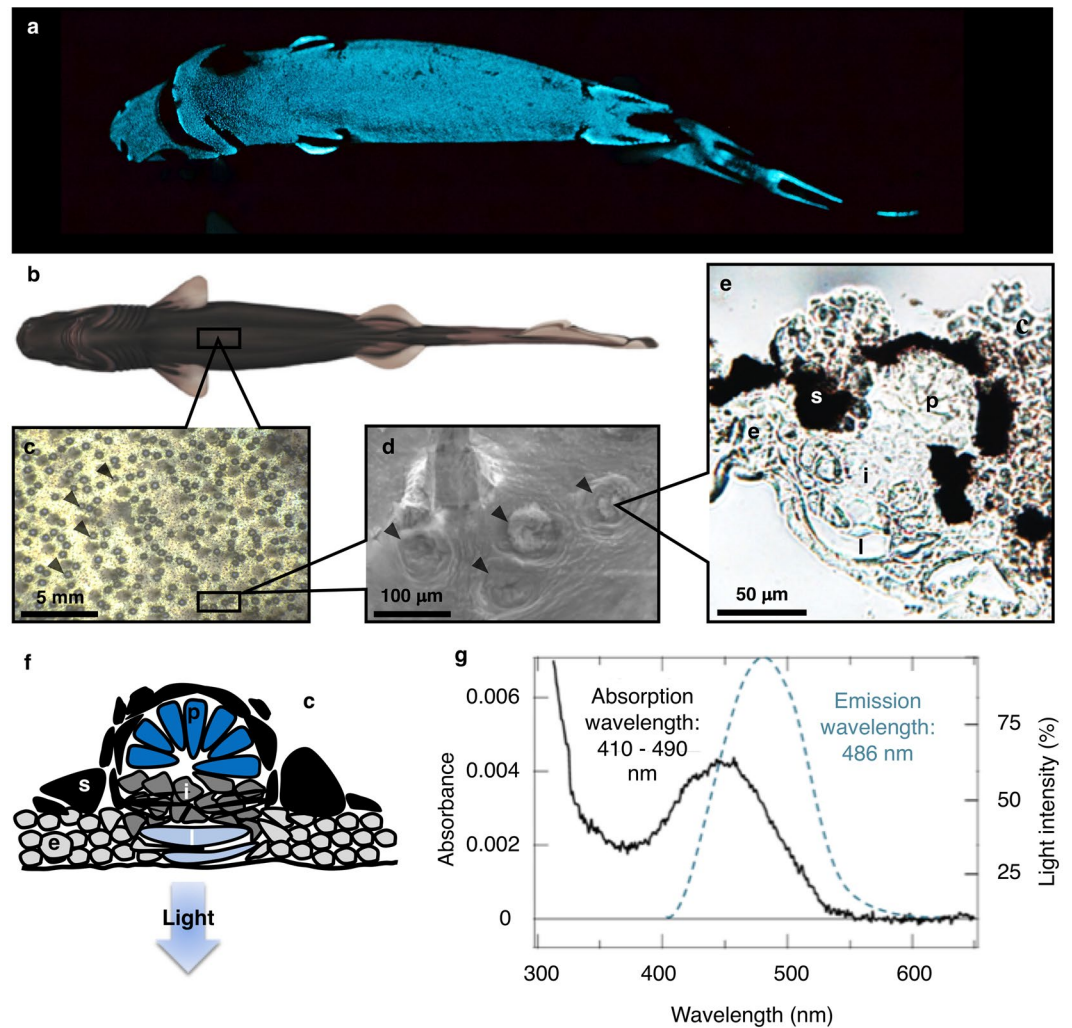 a
b
e
c
s
p
e
i
l
50 µm
c
5 mm
d
100 µm
f
c
p
s
i
l
e
Light
g
Absorption
wavelength:
410 - 490
nm
Emission
wavelength:
486 nm
Absorbance
0.006
0.004
0.002
0
75
50
25
Light intensity (%)
300
400
500
600
Wavelength (nm)